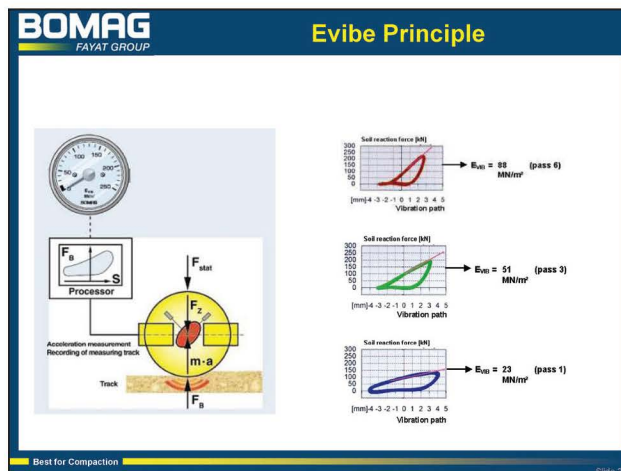 BOMAG
FAYAT GROUP
Evibe Principle
50
100
150
200
250
BOMAG
F_B
S
Processor
F_stat
F_Z
m·a
Acceleration measurement
Recording of measuring track
Track
F_B
Soil reaction force [kN]
300
250
200
150
100
50
0
[mm]-4 -3 -2 -1 0 1 2 3 4 5
Vibration path
E_VIB = 88 (pass 6)
MN/m²
Soil reaction force [kN]
300
250
200
150
100
50
0
[mm]-4 -3 -2 -1 0 1 2 3 4 5
Vibration path
E_VIB = 51 (pass 3)
MN/m²
Soil reaction force [kN]
300
250
200
150
100
50
0
[mm]-4 -3 -2 -1 0 1 2 3 4 5
Vibration path
E_VIB = 23 (pass 1)
MN/m²
Best for Compaction